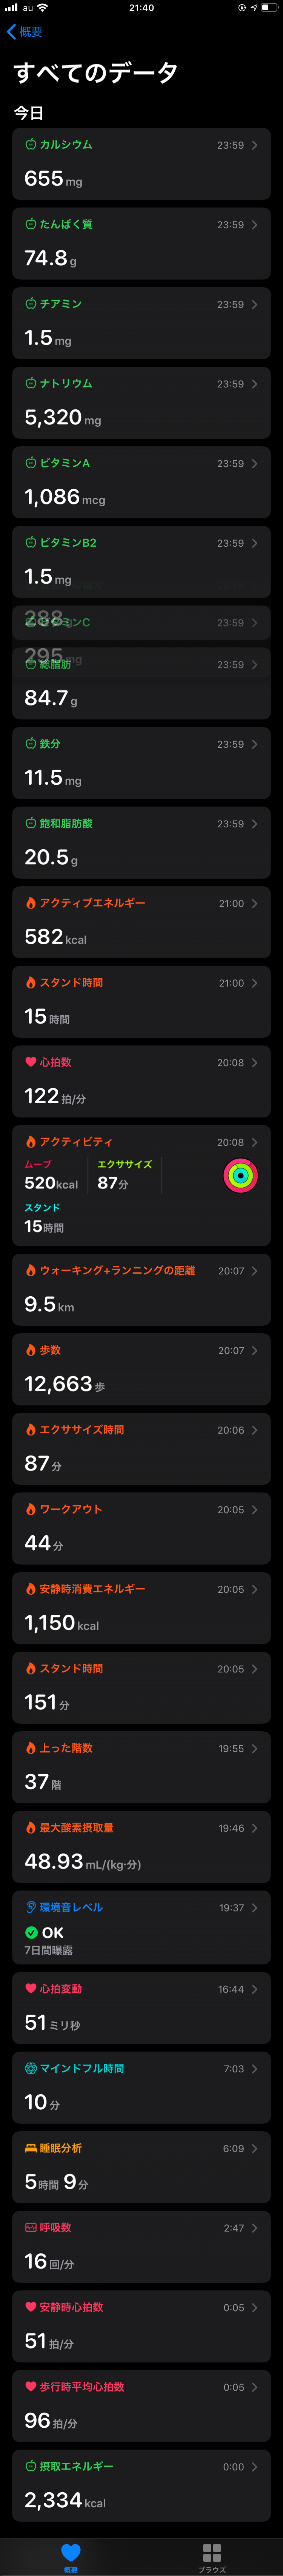 au 21:40
概要
すべてのデータ
今日
カルシウム 23:59
655 mg
たんぱく質 23:59
74.8 g
チアミン 23:59
1.5 mg
ナトリウム 23:59
5,320 mg
ビタミンA 23:59
1,086 mcg
ビタミンB2 23:59
1.5 mg
288 g
ビタミンC 23:59
295 mg
総脂肪 23:59
84.7 g
鉄分 23:59
11.5 mg
飽和脂肪酸 23:59
20.5 g
アクティブエネルギー 21:00
582 kcal
スタンド時間 21:00
15 時間
心拍数 20:08
122 拍/分
アクティビティ 20:08
ムーブ エクササイズ
520kcal 87分
スタンド
15時間
ウォーキング+ランニングの距離 20:07
9.5 km
歩数 20:07
12,663 歩
エクササイズ時間 20:06
87 分
ワークアウト 20:05
44 分
安静時消費エネルギー 20:05
1,150 kcal
スタンド時間 20:05
151 分
上った階数 19:55
37 階
最大酸素摂取量 19:46
48.93 mL/(kg·分)
環境音レベル 19:37
OK
7日間曝露
心拍変動 16:44
51 ミリ秒
マインドフル時間 7:03
10 分
睡眠分析 6:09
5時間 9分
呼吸数 2:47
16 回/分
安静時心拍数 0:05
51 拍/分
歩行時平均心拍数 0:05
96 拍/分
摂取エネルギー 0:00
2,334 kcal
概要 ブラウズ